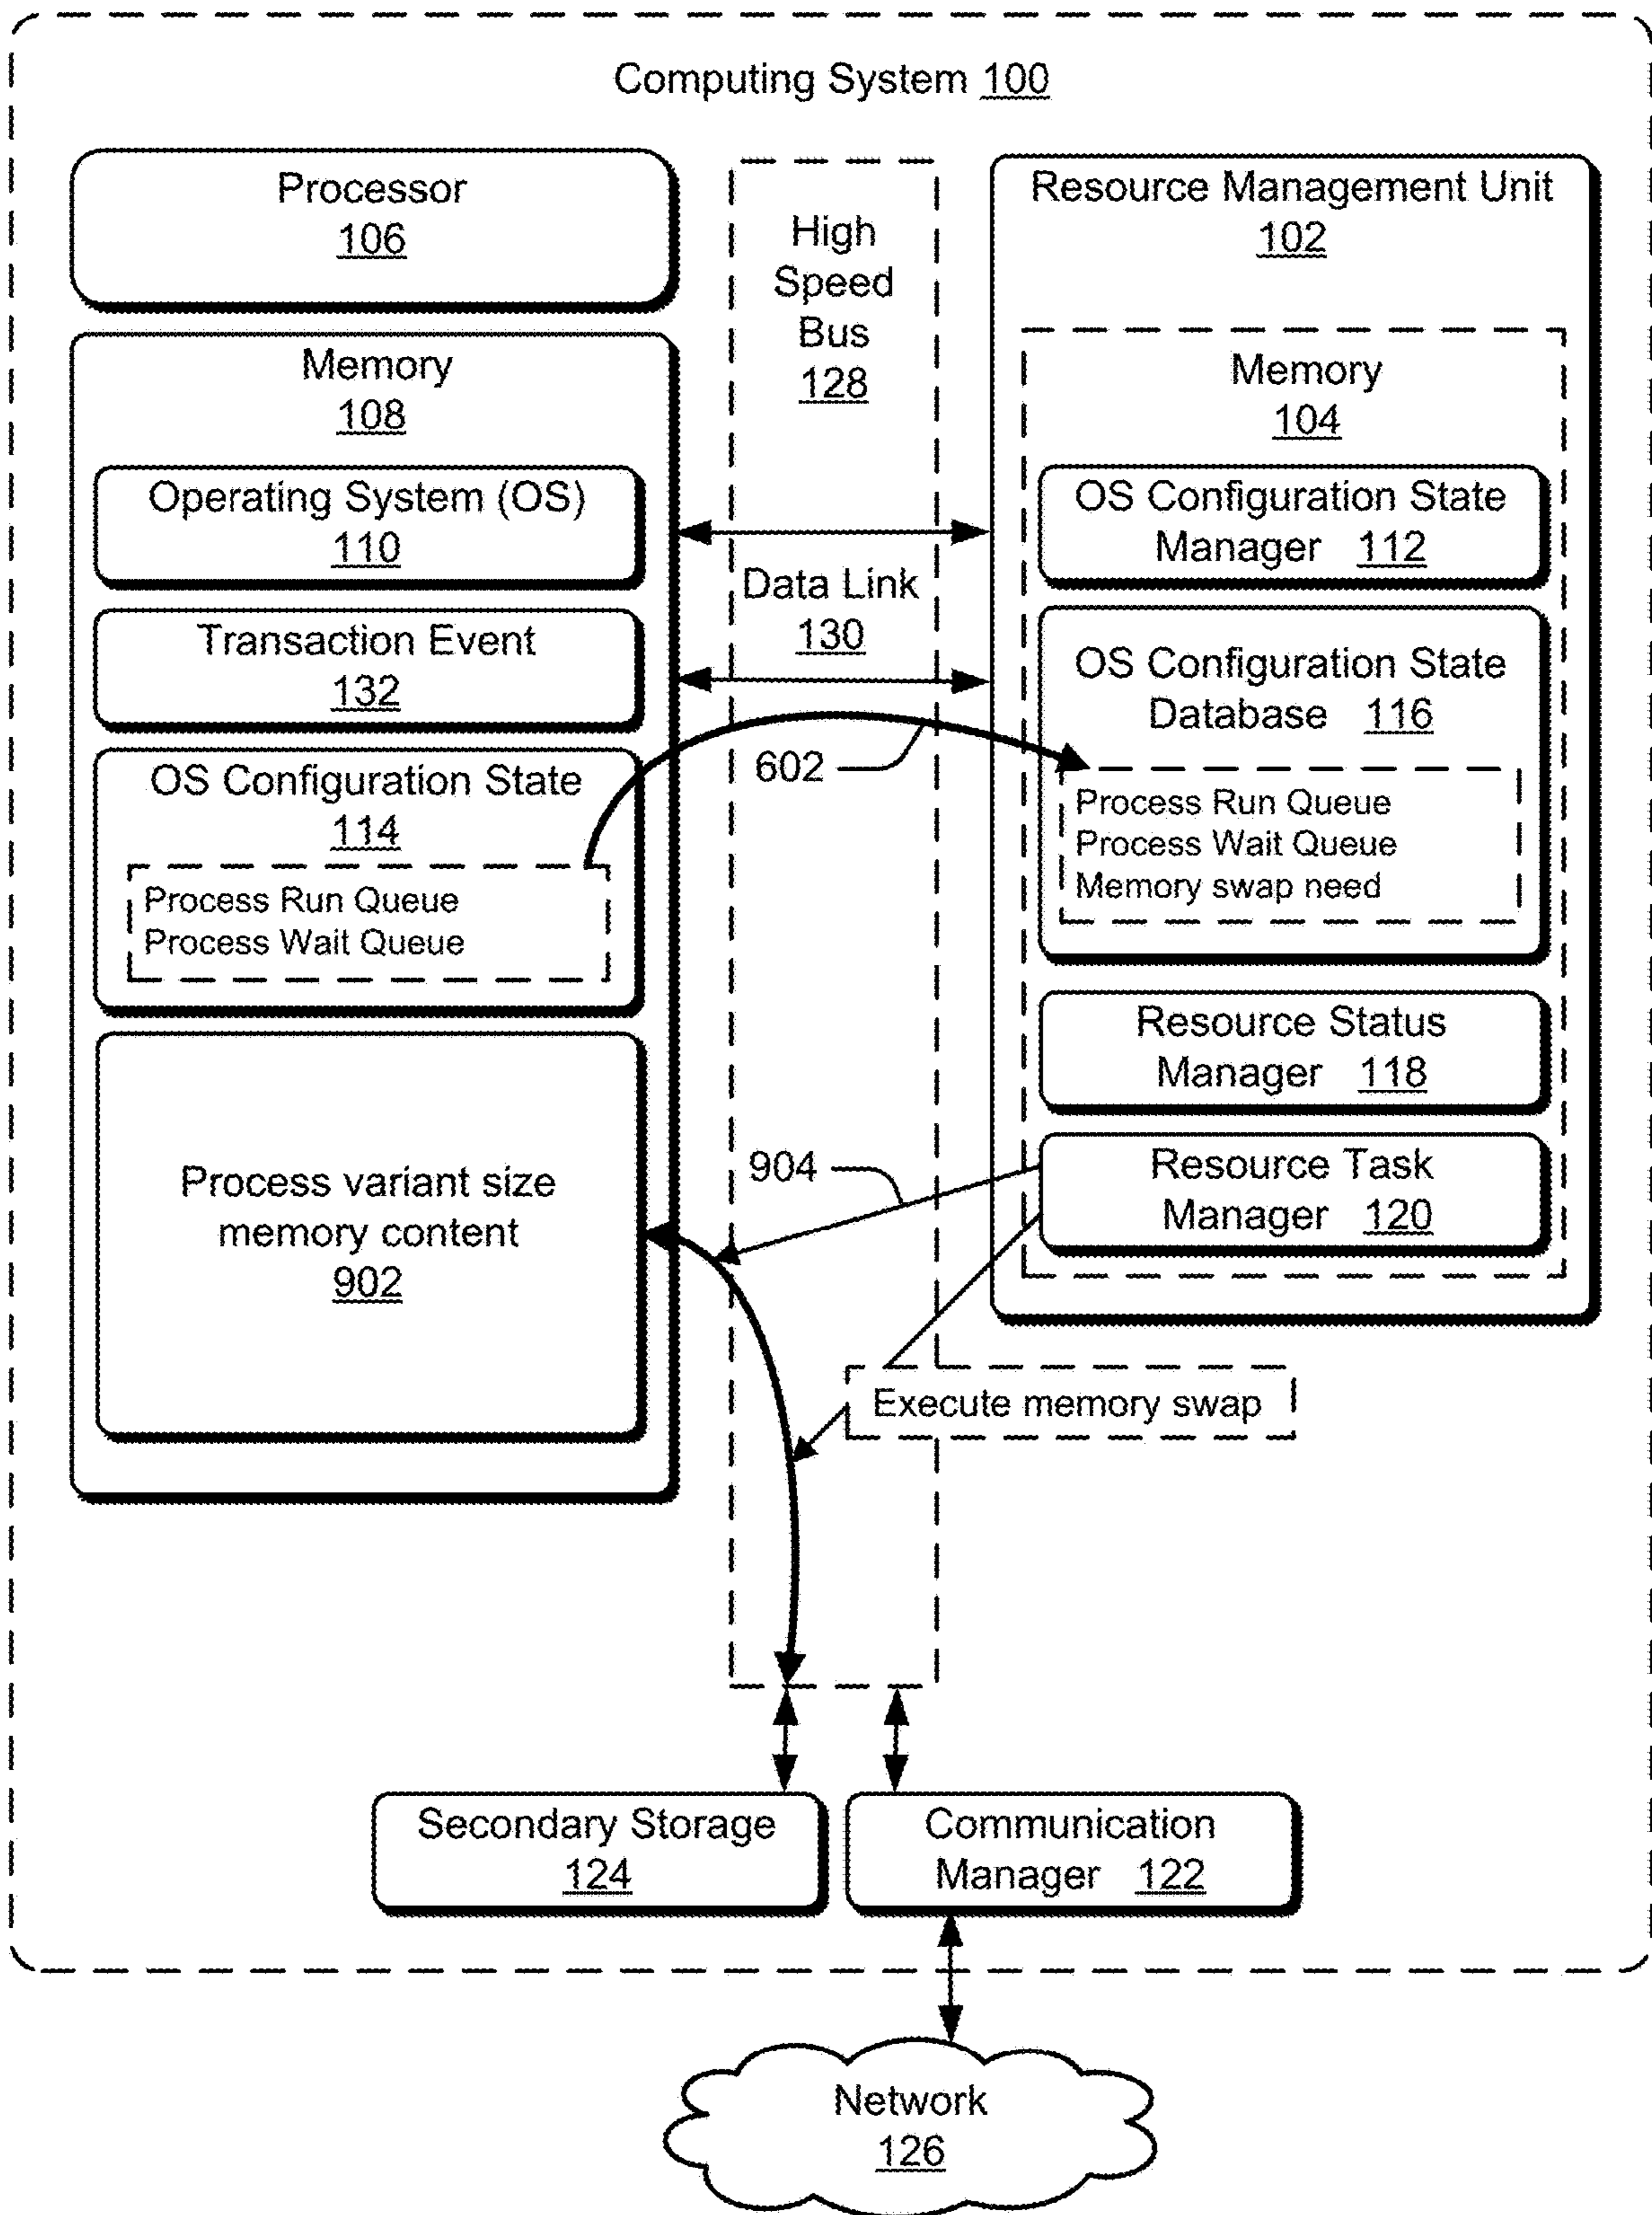 Computing System 100
Processor
106
Memory
108
Operating System (OS)
110
Transaction Event
132
OS Configuration State
114
Process Run Queue
Process Wait Queue
Process variant size
memory content
902
High
Speed
Bus
128
Data Link
130
602
904
Resource Management Unit
102
Memory
104
OS Configuration State
Manager 112
OS Configuration State
Database 116
Process Run Queue
Process Wait Queue
Memory swap need
Resource Status
Manager 118
Resource Task
Manager 120
Execute memory swap
Secondary Storage
124
Communication
Manager 122
Network
126